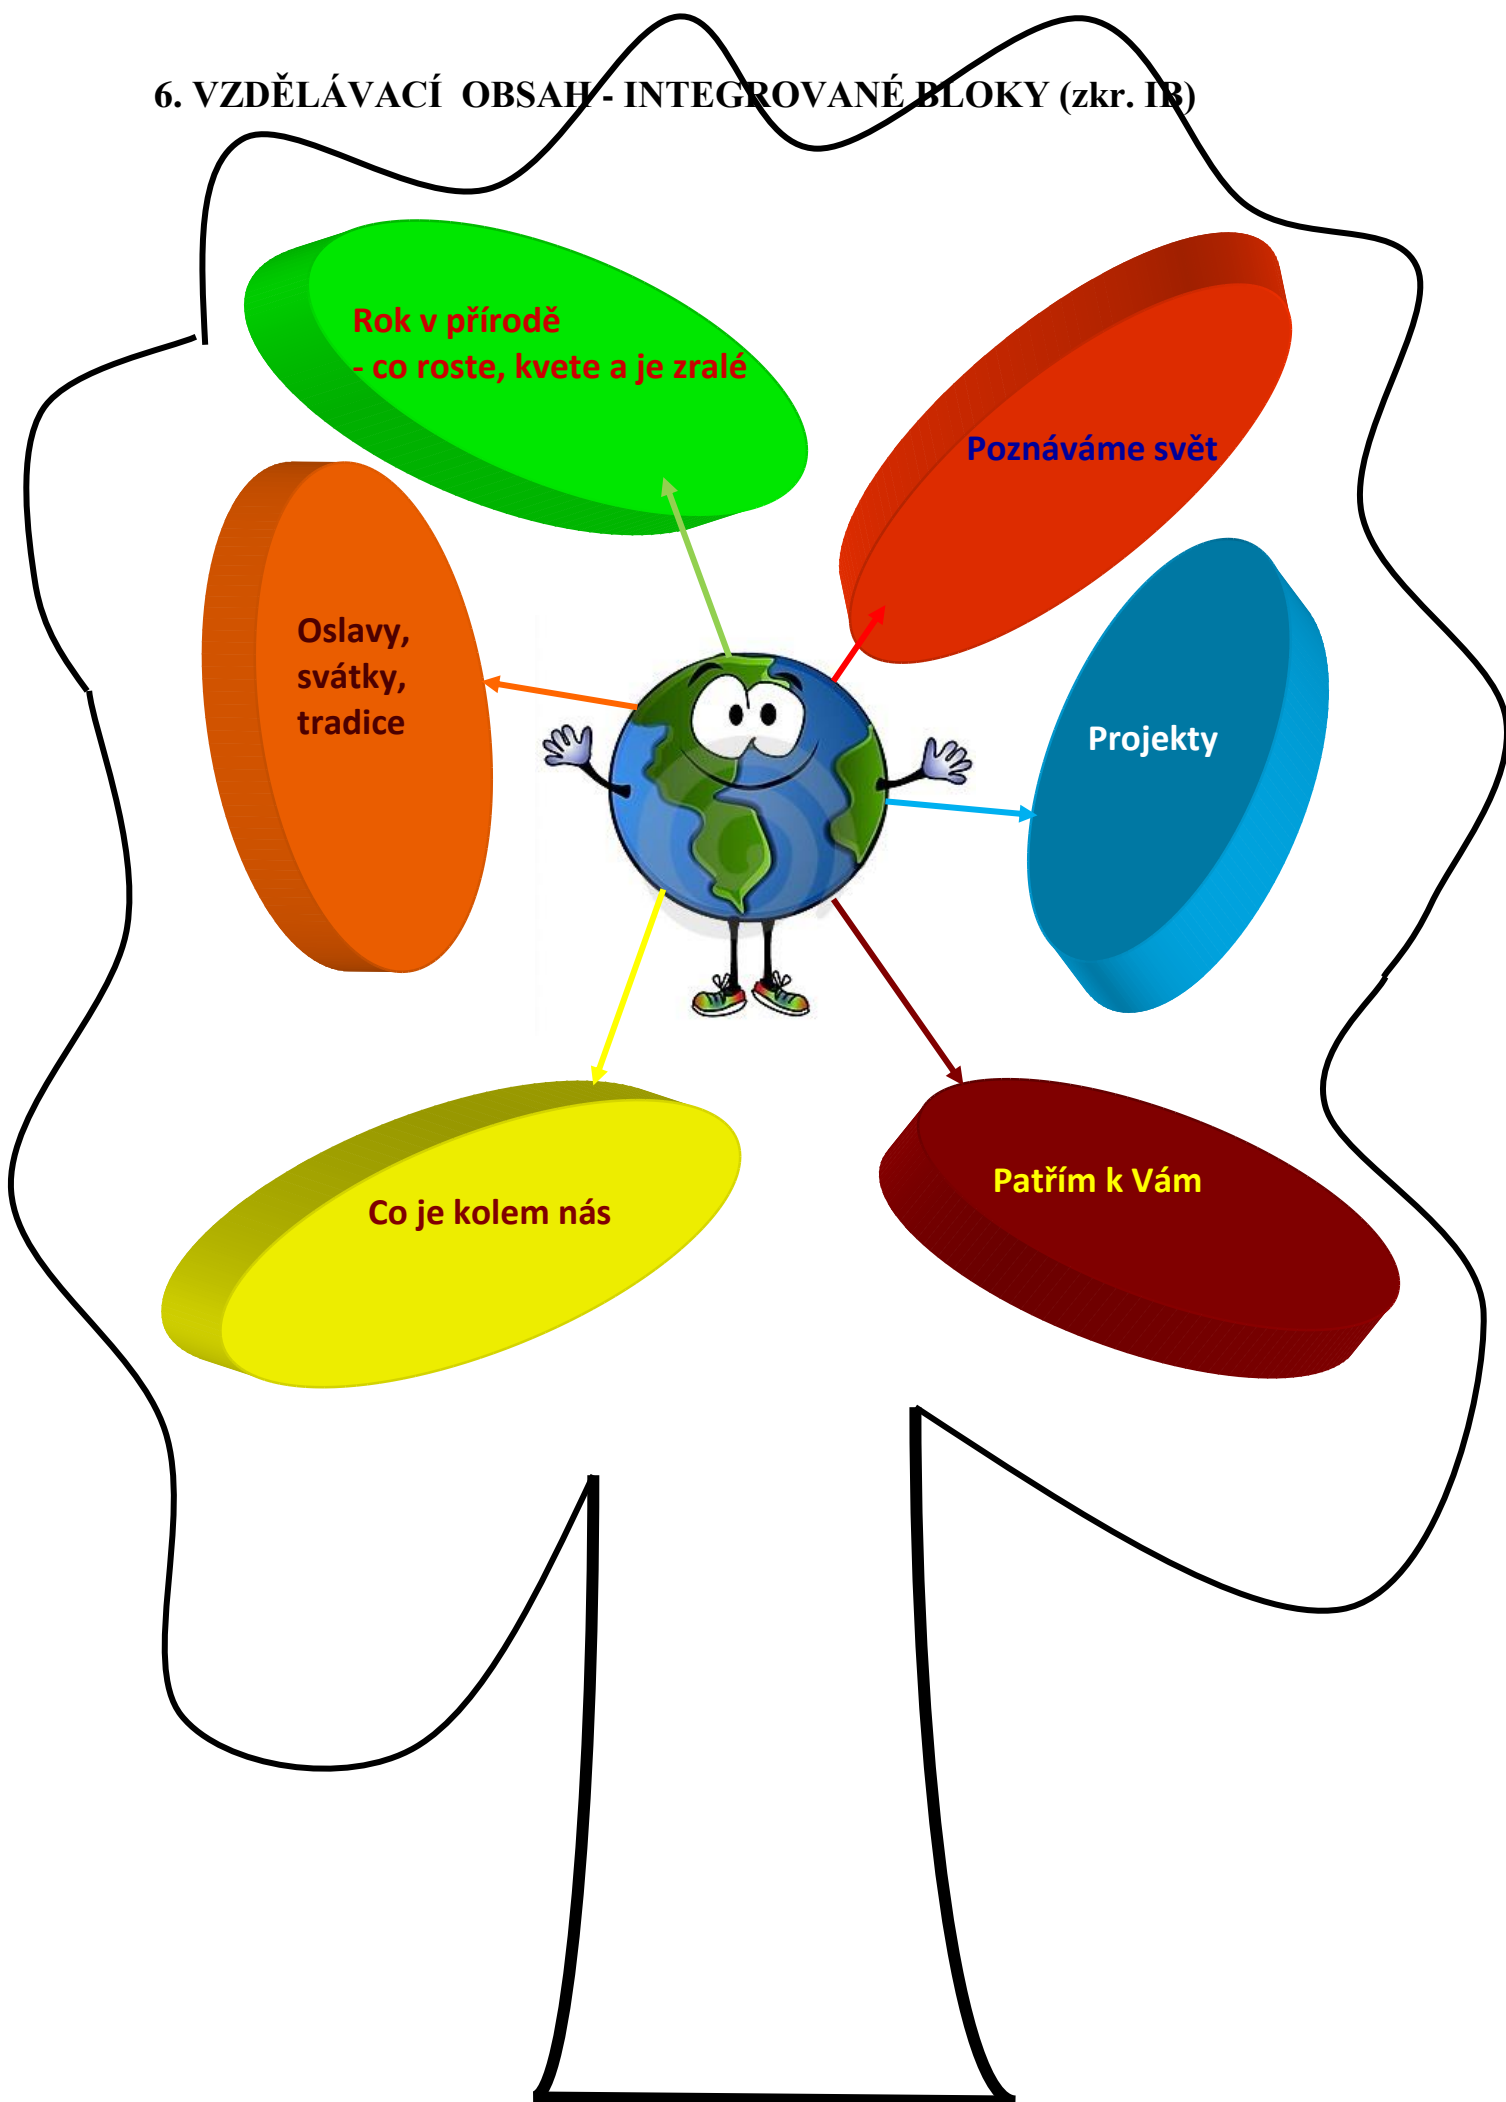 6. VZDĚLÁVACÍ OBSAH - INTEGROVANÉ BLOKY (zkr. IB)
Rok v přírodě
- co roste, kvete a je zralé
Poznáváme svět
Oslavy,
svátky,
tradice
Projekty
Co je kolem nás
Patřím k Vám